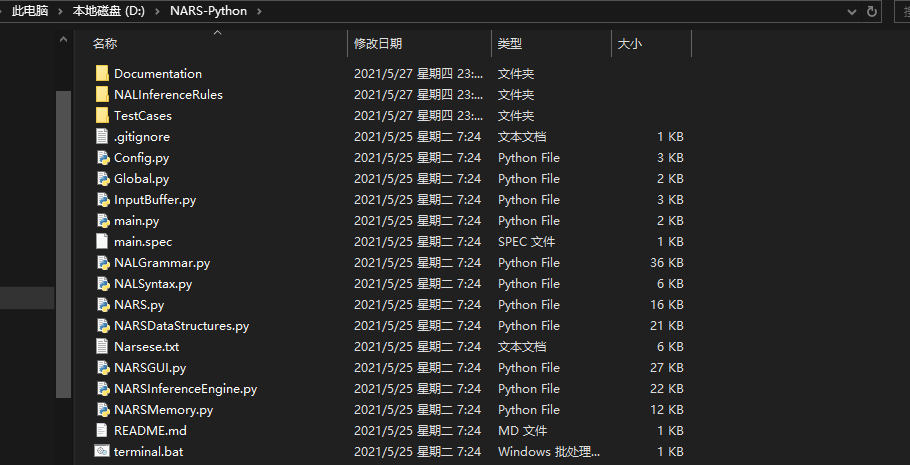 此电脑 > 本地磁盘 (D:) > NARS-Python >
名称 修改日期 类型 大小
Documentation 2021/5/27 星期四 23:... 文件夹
NALInferenceRules 2021/5/27 星期四 23:... 文件夹
TestCases 2021/5/27 星期四 23:... 文件夹
.gitignore 2021/5/25 星期二 7:24 文本文档 1 KB
Config.py 2021/5/25 星期二 7:24 Python File 3 KB
Global.py 2021/5/25 星期二 7:24 Python File 2 KB
InputBuffer.py 2021/5/25 星期二 7:24 Python File 3 KB
main.py 2021/5/25 星期二 7:24 Python File 2 KB
main.spec 2021/5/25 星期二 7:24 SPEC 文件 1 KB
NALGrammar.py 2021/5/25 星期二 7:24 Python File 36 KB
NALSyntax.py 2021/5/25 星期二 7:24 Python File 6 KB
NARS.py 2021/5/25 星期二 7:24 Python File 16 KB
NARSDataStructures.py 2021/5/25 星期二 7:24 Python File 21 KB
Narsese.txt 2021/5/25 星期二 7:24 文本文档 6 KB
NARSGUI.py 2021/5/25 星期二 7:24 Python File 27 KB
NARSInferenceEngine.py 2021/5/25 星期二 7:24 Python File 22 KB
NARSMemory.py 2021/5/25 星期二 7:24 Python File 12 KB
README.md 2021/5/25 星期二 7:24 MD 文件 1 KB
terminal.bat 2021/5/25 星期二 7:24 Windows 批处理... 1 KB